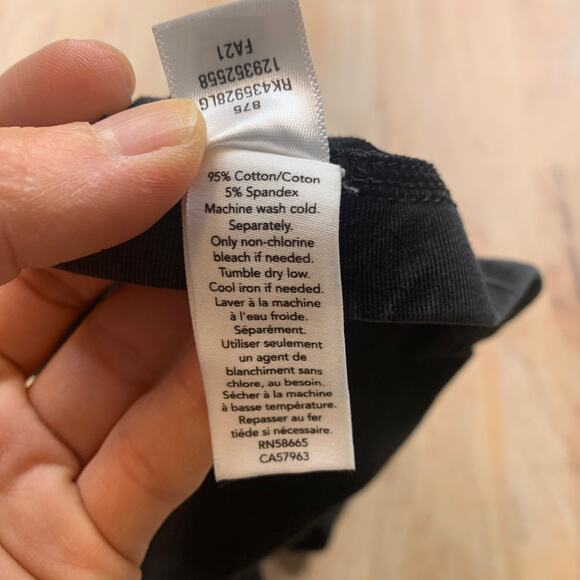 875
RK435928LG
129352558
FA21
95% Cotton/Coton
5% Spandex
Machine wash cold.
Separately.
Only non-chlorine
bleach if needed.
Tumble dry low.
Cool iron if needed.
Laver à la machine
à l'eau froide.
Séparément.
Utiliser seulement
un agent de
blanchiment sans
chlore, au besoin.
Sécher à la machine
à basse température.
Repasser au fer
tiéde si nécessaire.
RN58665
CA57963